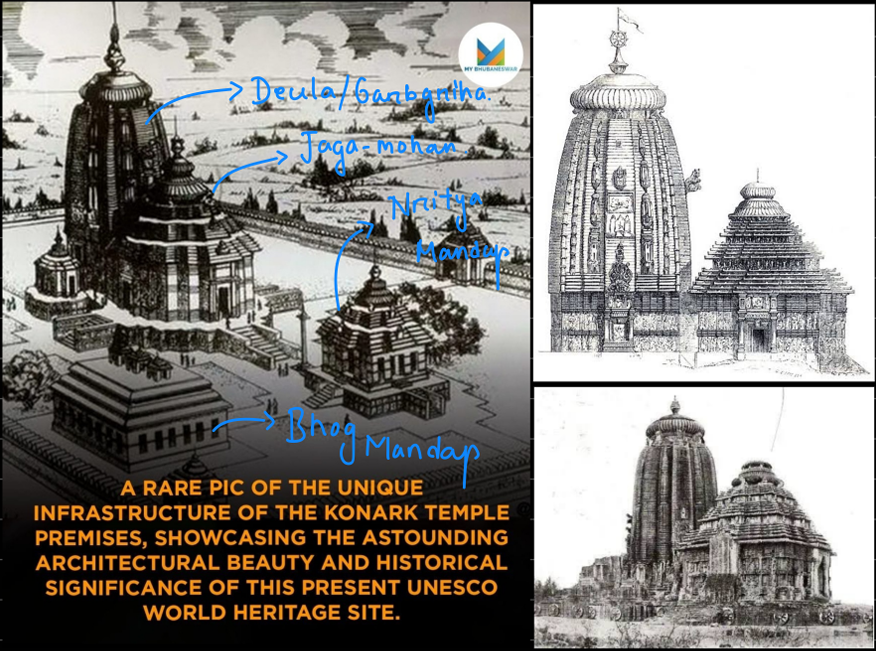 MY BHUBANESWAR
Deula/Garbgriha.
Jaga-mohan
Nritya
Mandap
Bhog
Mandap
A RARE PIC OF THE UNIQUE
INFRASTRUCTURE OF THE KONARK TEMPLE
PREMISES, SHOWCASING THE ASTOUNDING
ARCHITECTURAL BEAUTY AND HISTORICAL
SIGNIFICANCE OF THIS PRESENT UNESCO
WORLD HERITAGE SITE.